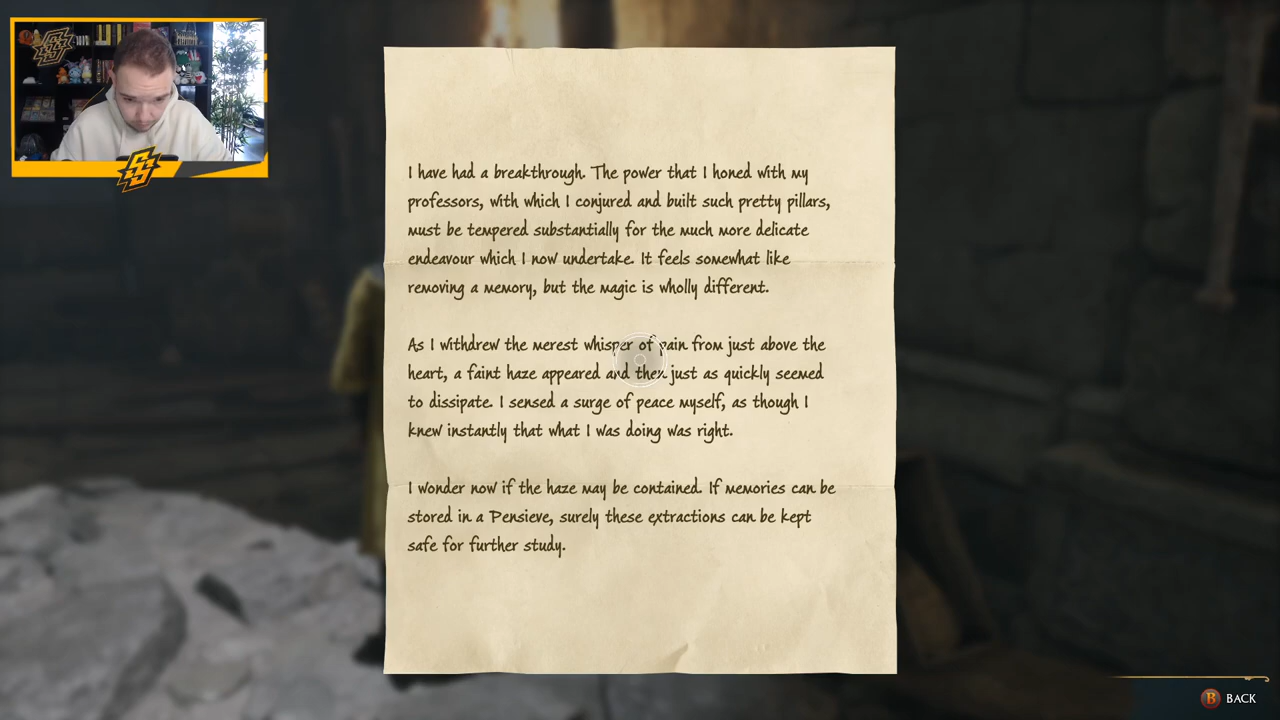 I have had a breakthrough. The power that I honed with my
professors, with which I conjured and built such pretty pillars,
must be tempered substantially for the much more delicate
endeavour which I now undertake. It feels somewhat like
removing a memory, but the magic is wholly different.
As I withdrew the merest whisper of pain from just above the
heart, a faint haze appeared and then just as quickly seemed
to dissipate. I sensed a surge of peace myself, as though I
knew instantly that what I was doing was right.
I wonder now if the haze may be contained. If memories can be
stored in a Pensieve, surely these extractions can be kept
safe for further study.
B BACK